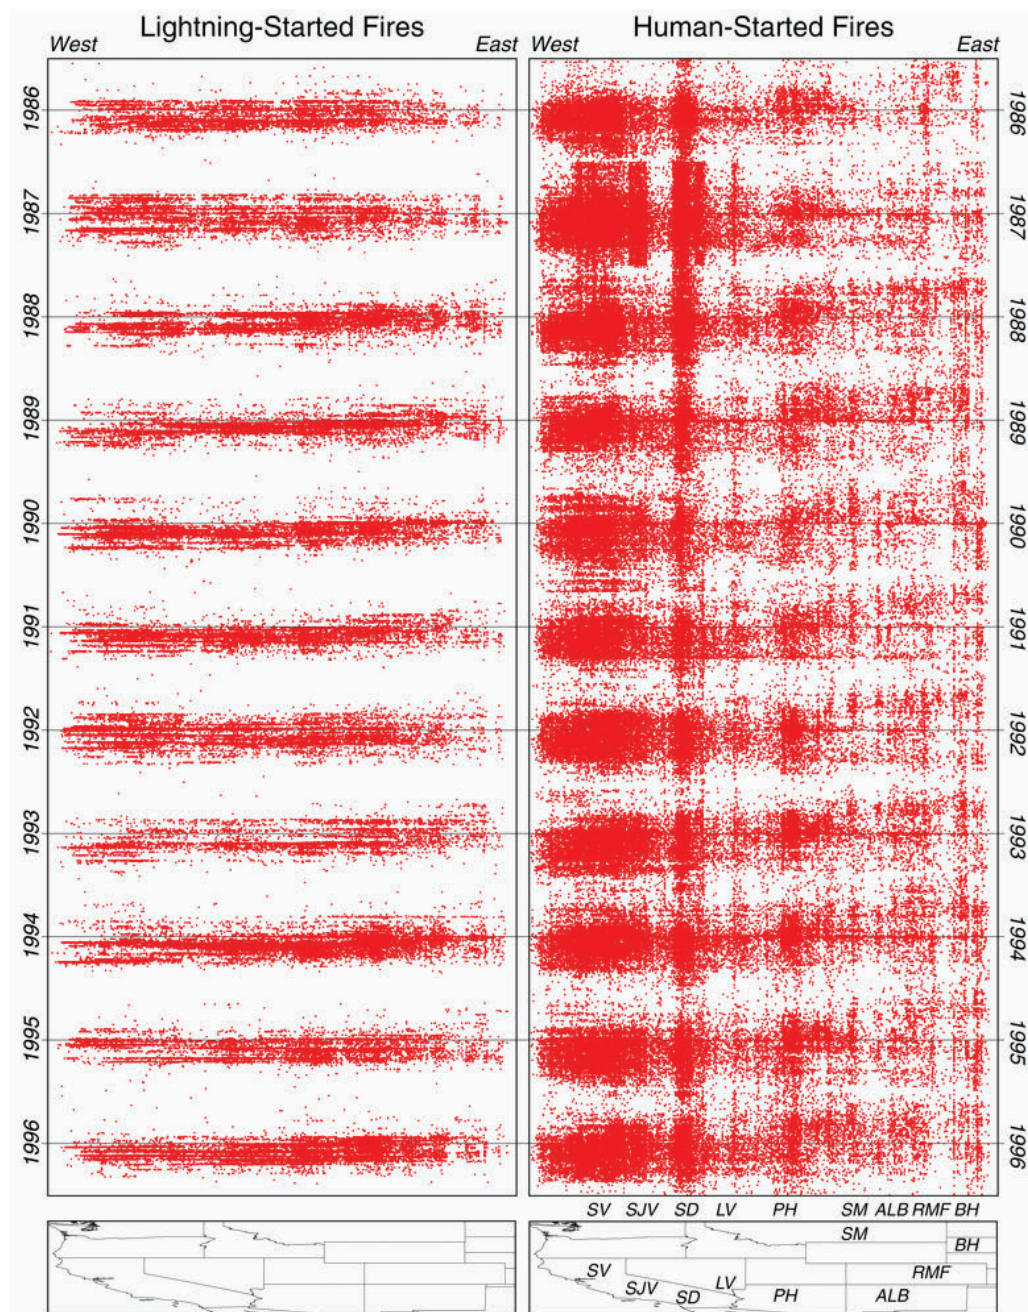 Lightning-Started Fires
West East
1986
1987
1988
1989
1990
1991
1992
1993
1994
1995
1996
Human-Started Fires
West East
1986
1987
1988
1989
1990
1991
1992
1993
1994
1995
1996
SV SJV SD LV PH SM ALB RMF BH
SM
BH
SV RMF
SJV LV
SD PH ALB